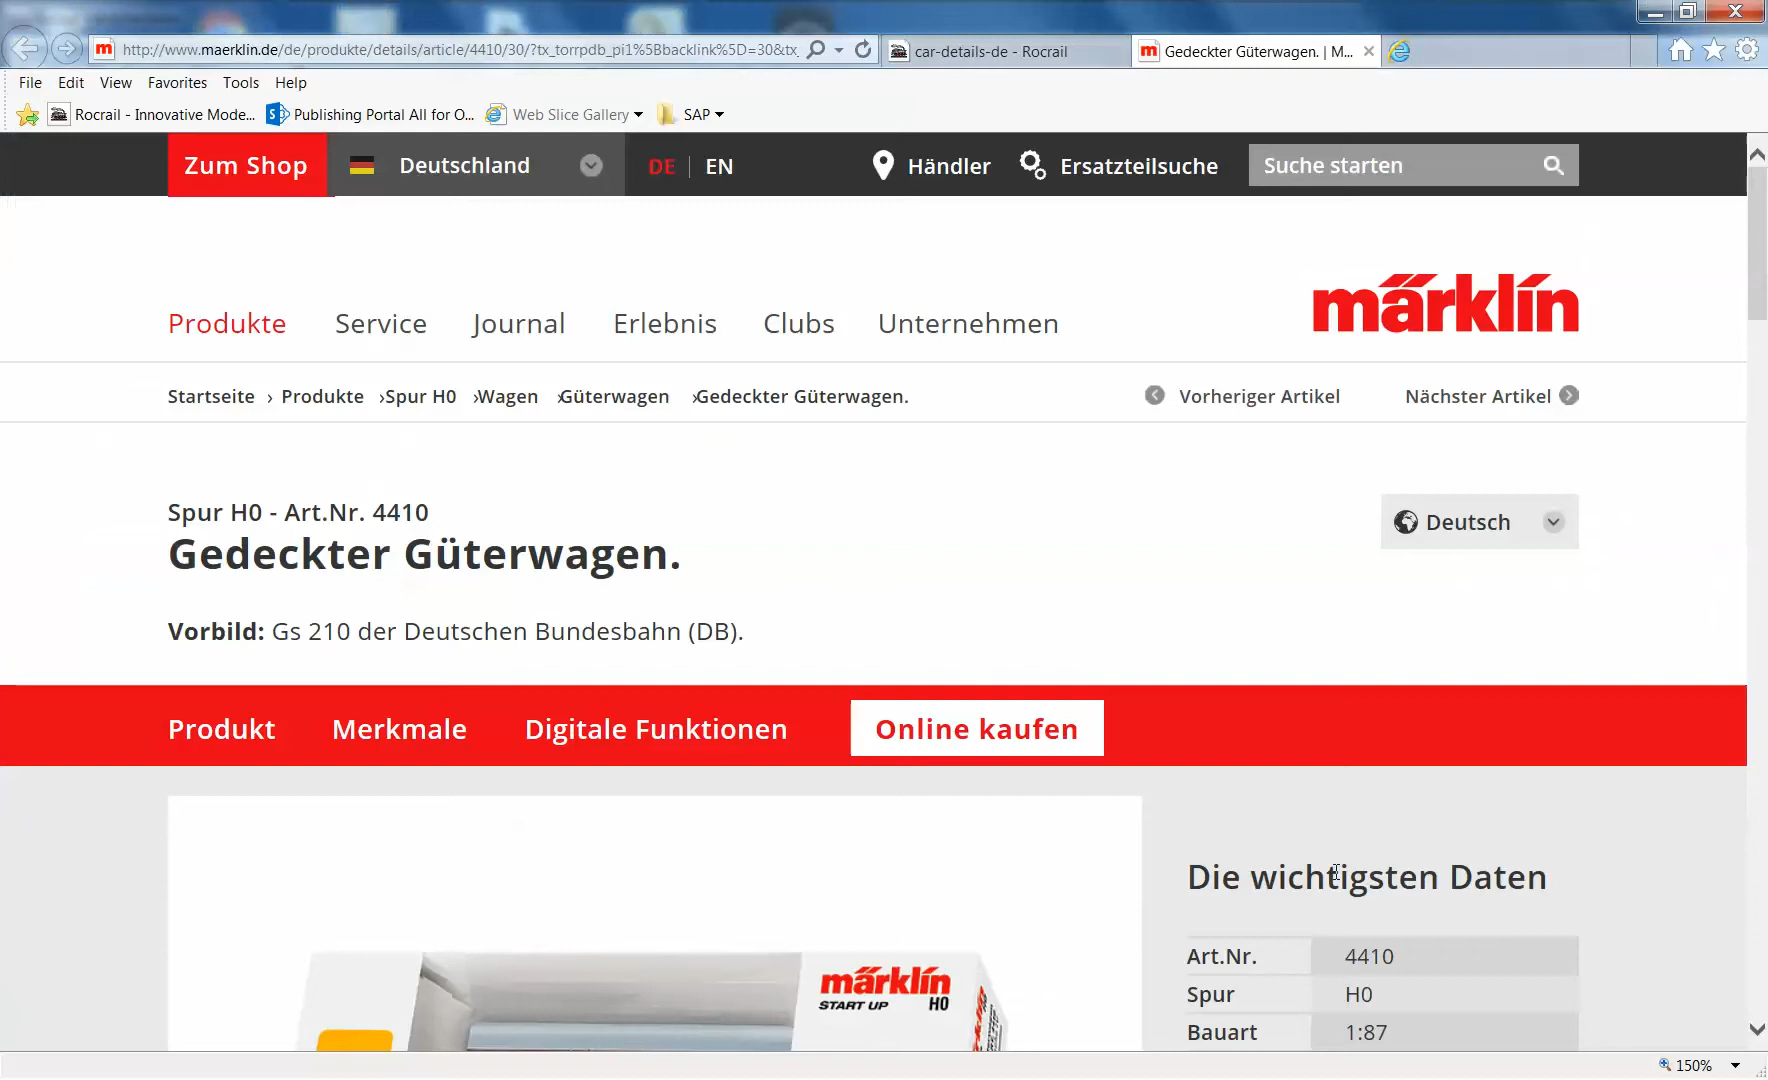 http://www.maerklin.de/de/produkte/details/article/4410/30/?tx_torrpdb_pi1%5Bbacklink%5D=30&tx_
car-details-de - Rocrail
Gedeckter Güterwagen. | M...
File Edit View Favorites Tools Help
Rocrail - Innovative Mode... Publishing Portal All for O... Web Slice Gallery SAP
Zum Shop Deutschland DE | EN Händler Ersatzteilsuche Suche starten
märklin
Produkte Service Journal Erlebnis Clubs Unternehmen
Startseite › Produkte ›Spur H0 ›Wagen ›Güterwagen ›Gedeckter Güterwagen. Vorheriger Artikel Nächster Artikel
Spur H0 - Art.Nr. 4410
Deutsch
Gedeckter Güterwagen.
Vorbild: Gs 210 der Deutschen Bundesbahn (DB).
Produkt Merkmale Digitale Funktionen Online kaufen
Die wichtigsten Daten
Art.Nr. 4410
Spur H0
Bauart 1:87
märklin
START UP H0
150%